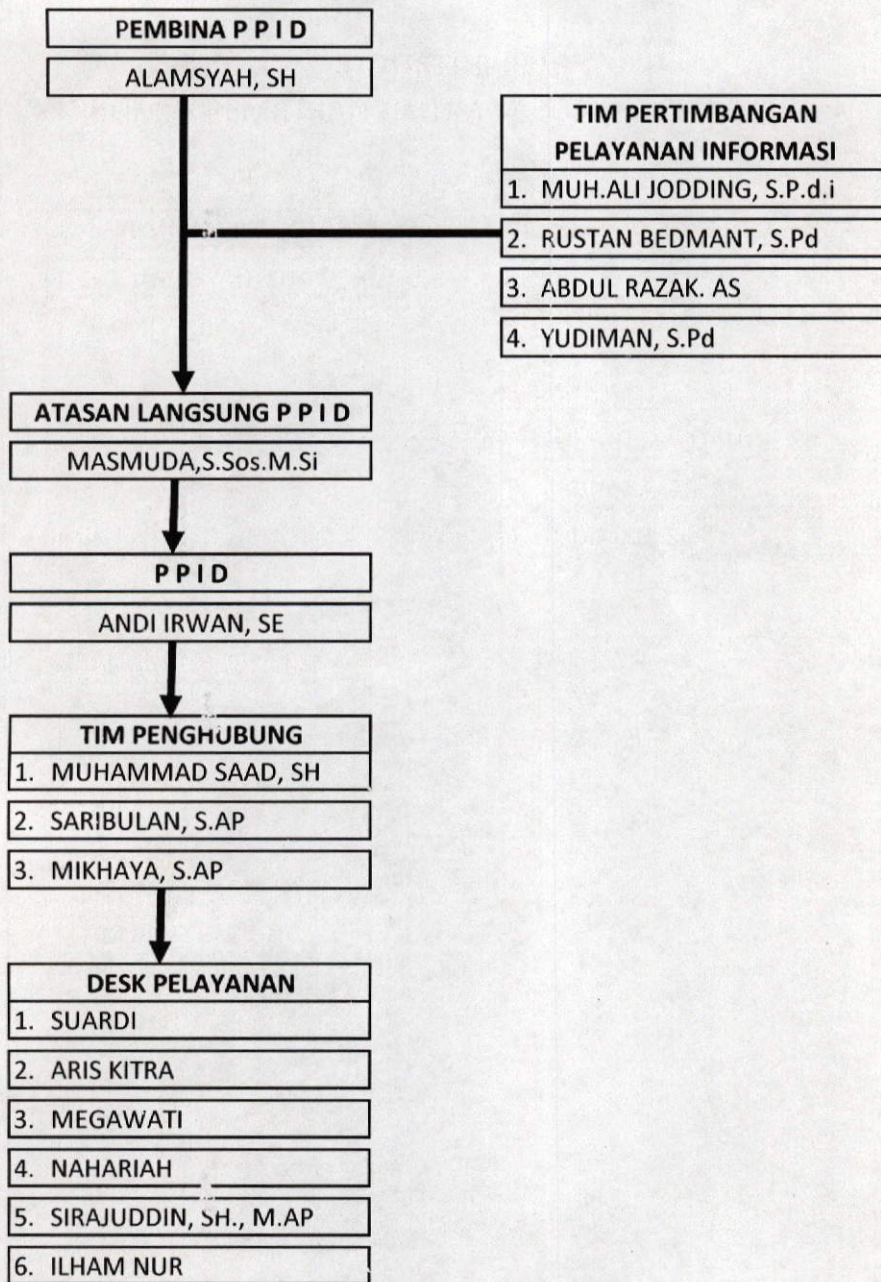 PEMBINA P P I D
ALAMSYAH, SH
TIM PERTIMBANGAN
PELAYANAN INFORMASI
1. MUH.ALI JODDING, S.P.d.i
2. RUSTAN BEDMANT, S.Pd
3. ABDUL RAZAK. AS
4. YUDIMAN, S.Pd
ATASAN LANGSUNG P P I D
MASMUDA,S.Sos.M.Si
P P I D
ANDI IRWAN, SE
TIM PENGHUBUNG
1. MUHAMMAD SAAD, SH
2. SARIBULAN, S.AP
3. MIKHAYA, S.AP
DESK PELAYANAN
1. SUARDI
2. ARIS KITRA
3. MEGAWATI
4. NAHARIAH
5. SIRAJUDDIN, SH., M.AP
6. ILHAM NUR